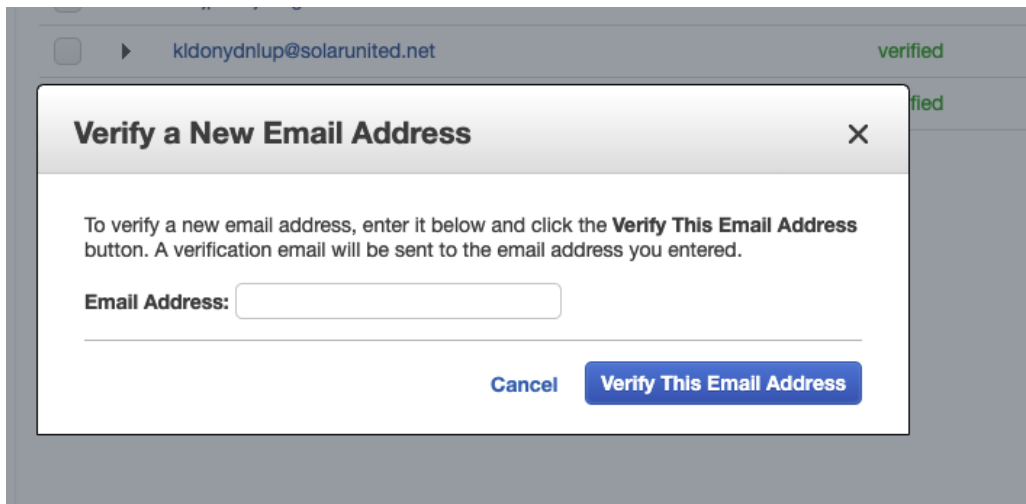 kldonydnlup@solarunited.net verified
fied
Verify a New Email Address
To verify a new email address, enter it below and click the Verify This Email Address
button. A verification email will be sent to the email address you entered.
Email Address:
Cancel Verify This Email Address